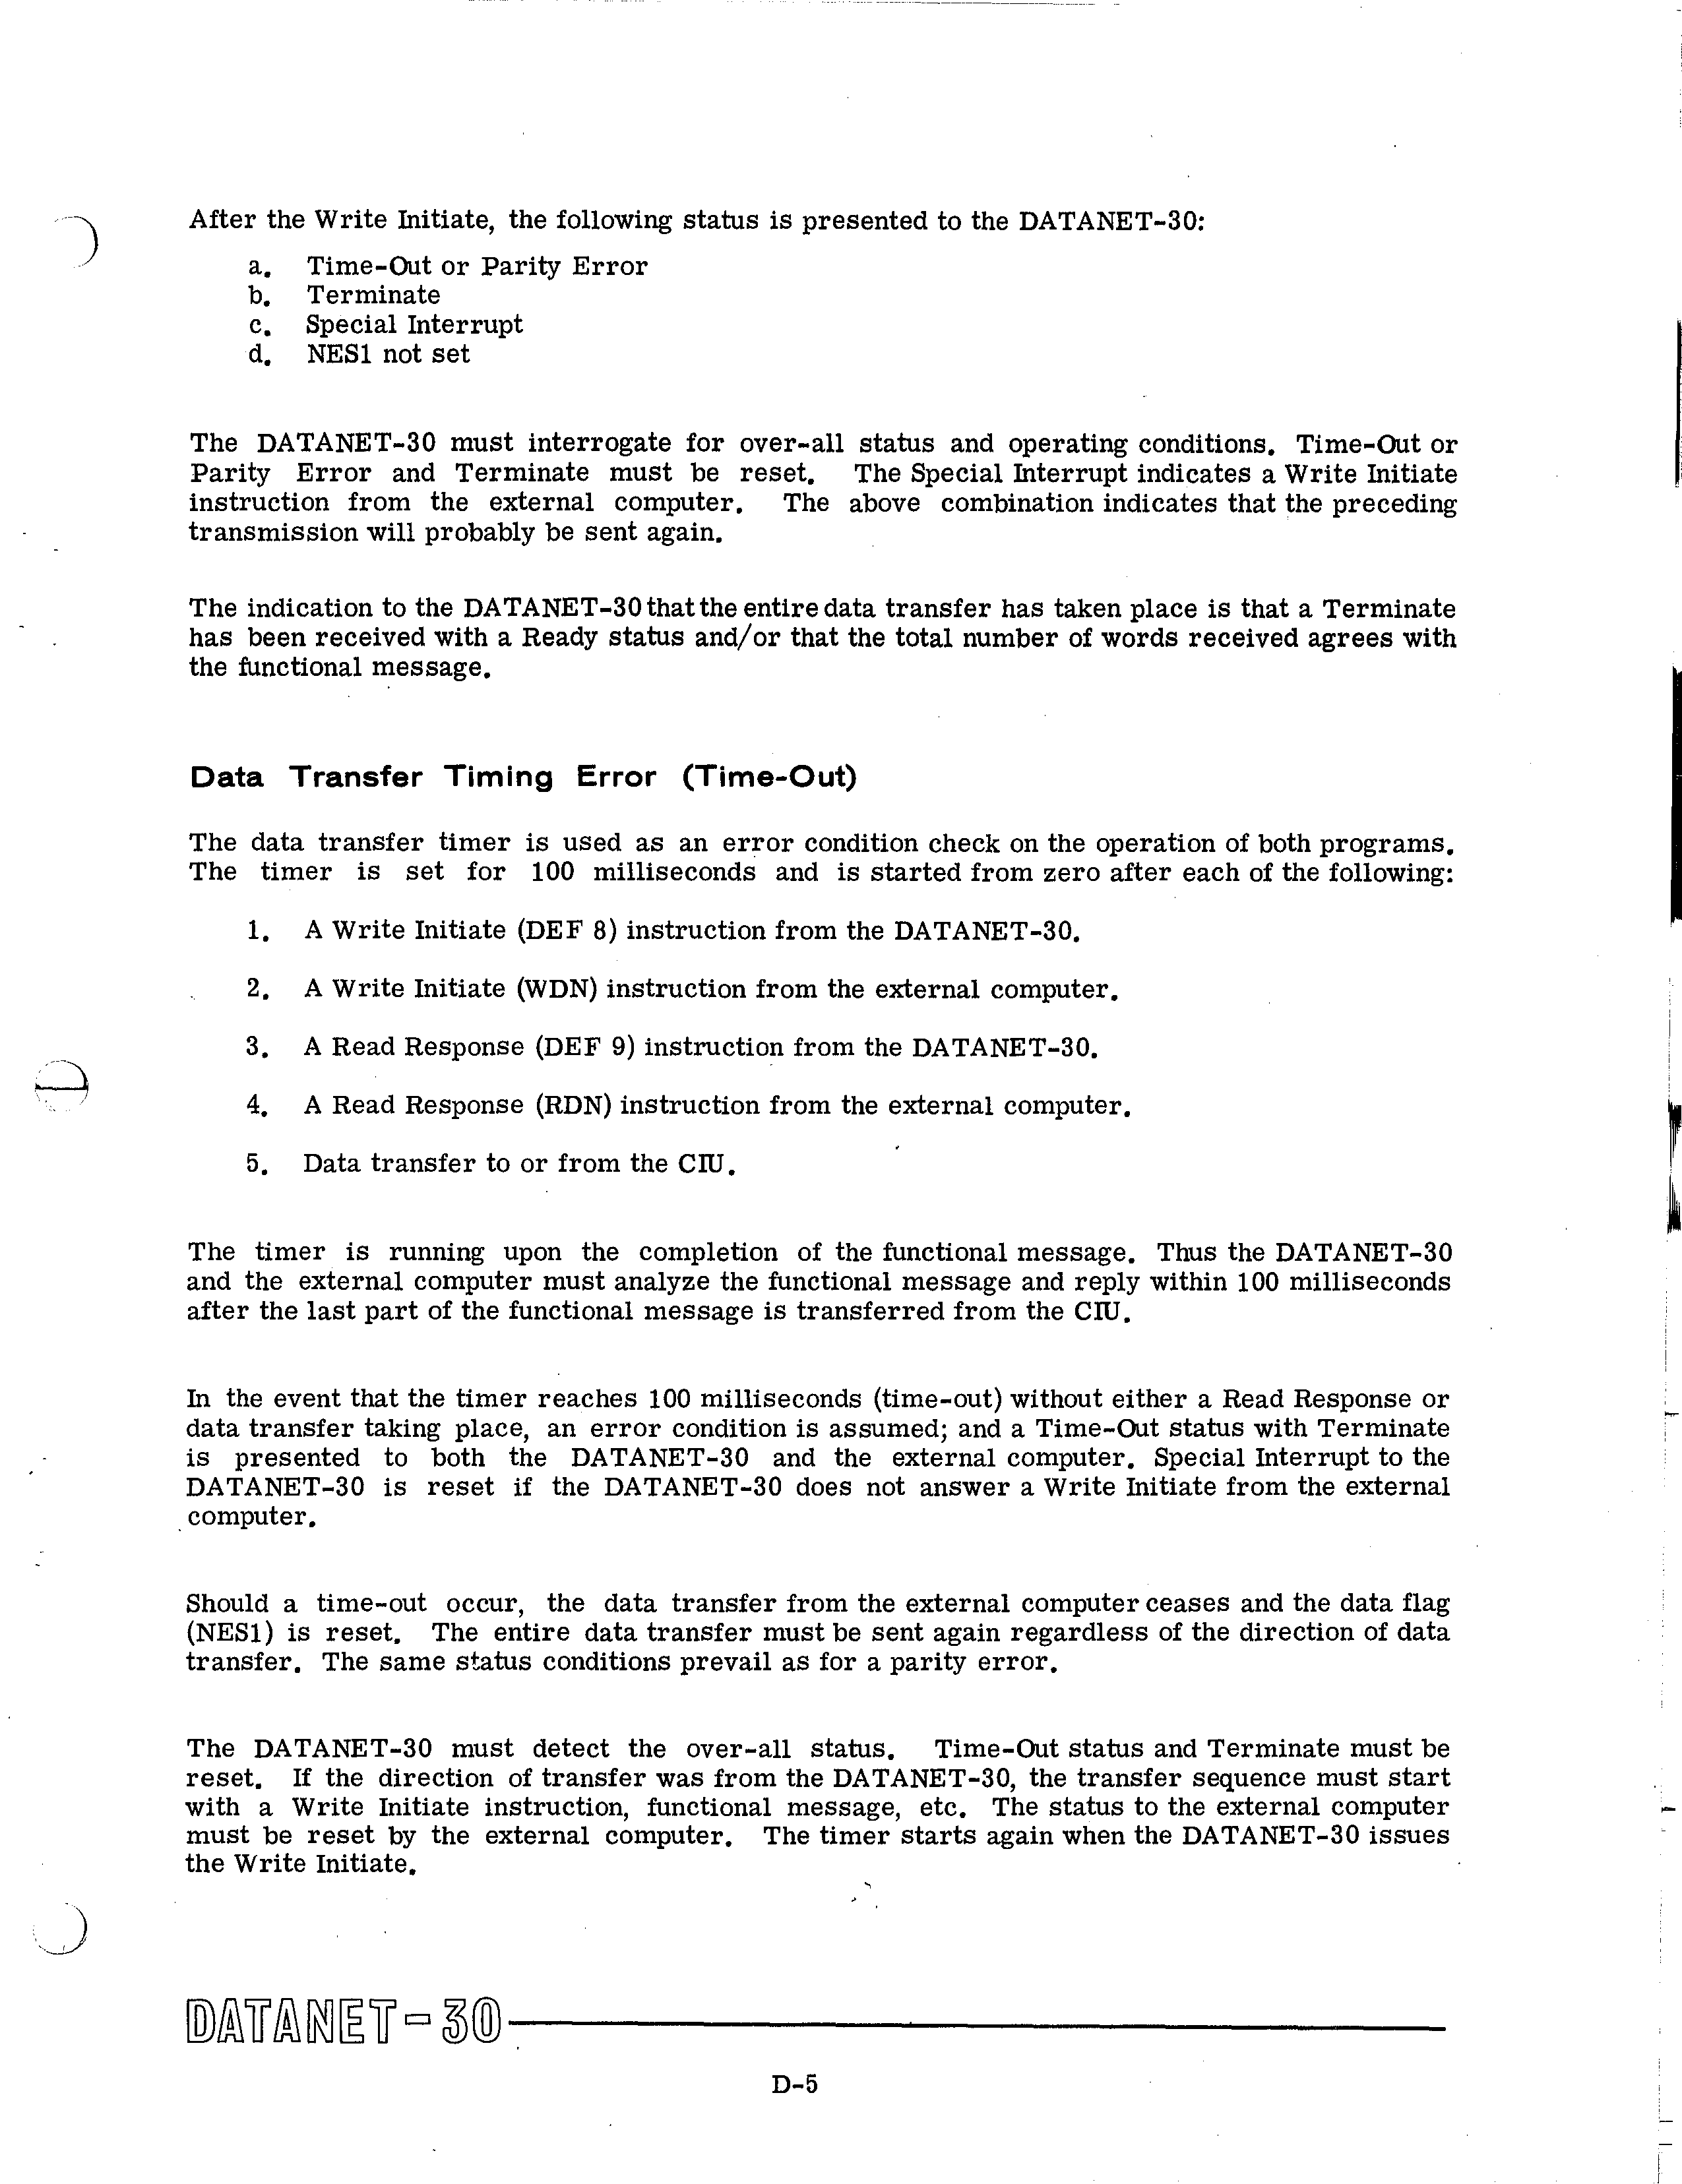 After the Write Initiate, the following status is presented to the DATANET-30:
a. Time-Out or Parity Error
b. Terminate
c. Special Interrupt
d. NES1 not set
The DATANET-30 must interrogate for over-all status and operating conditions. Time-Out or
Parity Error and Terminate must be reset. The Special Interrupt indicates a Write Initiate
instruction from the external computer. The above combination indicates that the preceding
transmission will probably be sent again.
The indication to the DATANET-30 that the entire data transfer has taken place is that a Terminate
has been received with a Ready status and/or that the total number of words received agrees with
the functional message.
Data Transfer Timing Error (Time-Out)
The data transfer timer is used as an error condition check on the operation of both programs.
The timer is set for 100 milliseconds and is started from zero after each of the following:
1. A Write Initiate (DEF 8) instruction from the DATANET-30.
2. A Write Initiate (WDN) instruction from the external computer.
3. A Read Response (DEF 9) instruction from the DATANET-30.
4. A Read Response (RDN) instruction from the external computer.
5. Data transfer to or from the CIU.
The timer is running upon the completion of the functional message. Thus the DATANET-30
and the external computer must analyze the functional message and reply within 100 milliseconds
after the last part of the functional message is transferred from the CIU.
In the event that the timer reaches 100 milliseconds (time-out) without either a Read Response or
data transfer taking place, an error condition is assumed; and a Time-Out status with Terminate
is presented to both the DATANET-30 and the external computer. Special Interrupt to the
DATANET-30 is reset if the DATANET-30 does not answer a Write Initiate from the external
computer.
Should a time-out occur, the data transfer from the external computer ceases and the data flag
(NES1) is reset. The entire data transfer must be sent again regardless of the direction of data
transfer. The same status conditions prevail as for a parity error.
The DATANET-30 must detect the over-all status. Time-Out status and Terminate must be
reset. If the direction of transfer was from the DATANET-30, the transfer sequence must start
with a Write Initiate instruction, functional message, etc. The status to the external computer
must be reset by the external computer. The timer starts again when the DATANET-30 issues
the Write Initiate.
DATANET-30
D-5